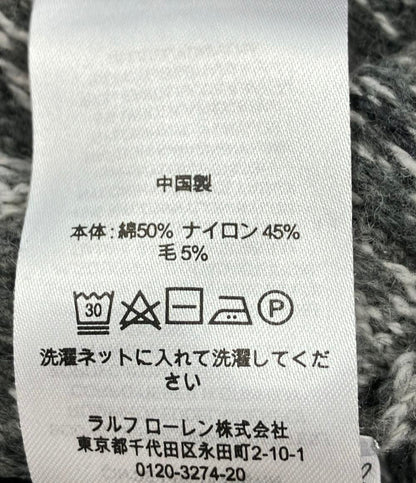 中国製
本体:綿50% ナイロン45%
毛5%
30 P
洗濯ネットに入れて洗濯してくだ
さい
ラルフ ローレン株式会社
東京都千代田区永田町2-10-1
0120-3274-20